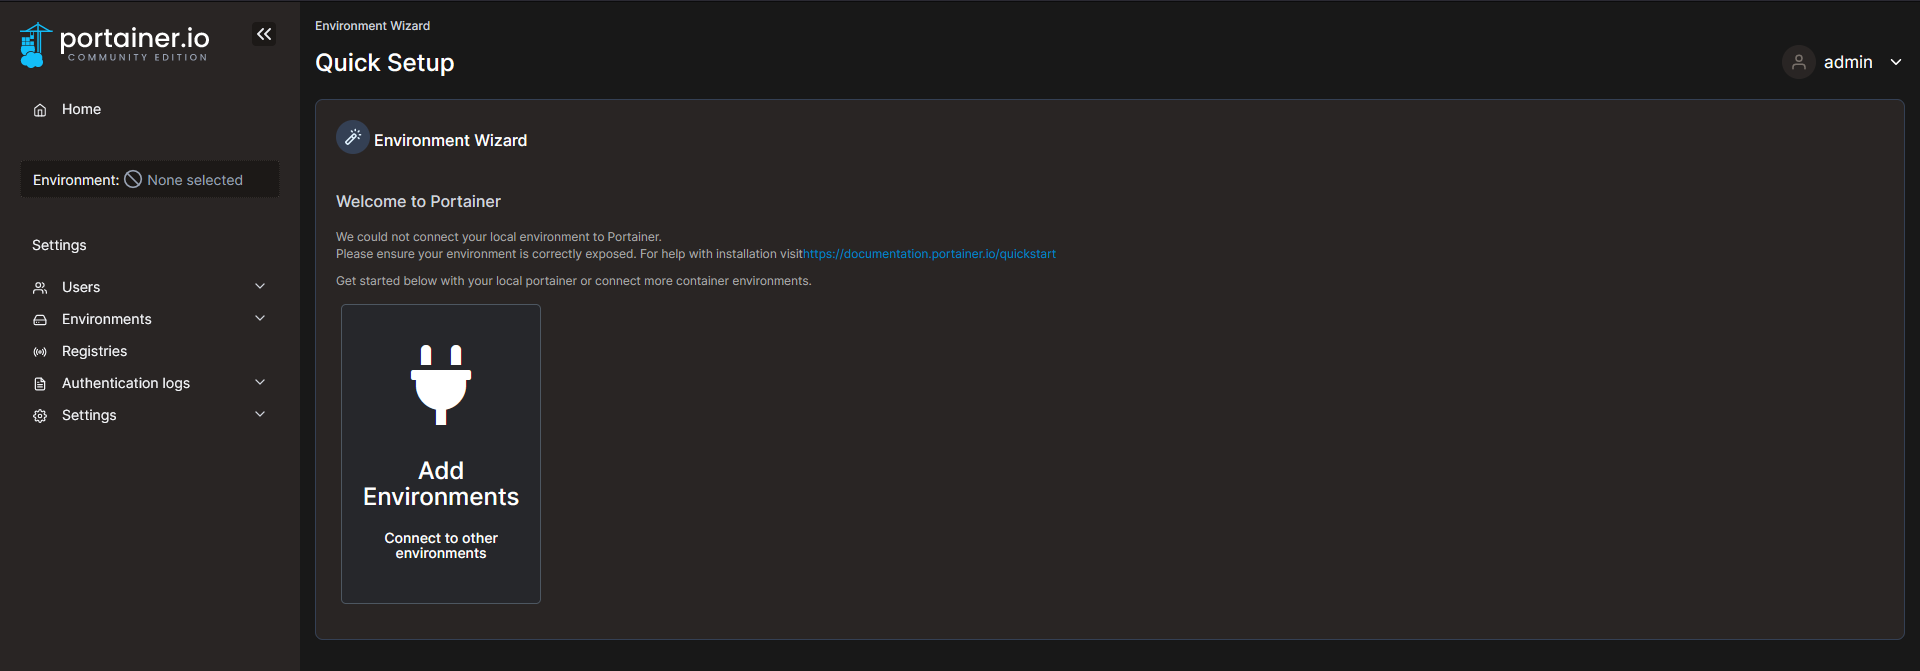 portainer.io
COMMUNITY EDITION
Home
Environment: None selected
Settings
Users
Environments
Registries
Authentication logs
Settings
Environment Wizard
Quick Setup
admin
Environment Wizard
Welcome to Portainer
We could not connect your local environment to Portainer.
Please ensure your environment is correctly exposed. For help with installation visithttps://documentation.portainer.io/quickstart
Get started below with your local portainer or connect more container environments.
Add
Environments
Connect to other
environments